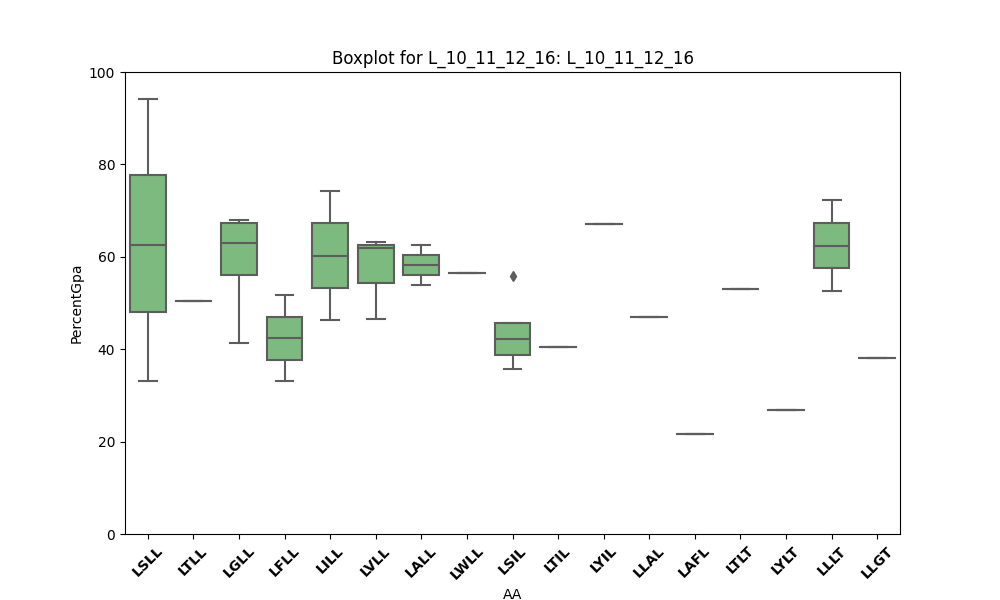 Boxplot for L_10_11_12_16: L_10_11_12_16
100
80
60
40
20
0
PercentGpa
LSLL LTLL LGLL LFLL LILL LVLL LALL LWLL LSIL LTIL LYIL LLAL LAFL LTLT LYLT LLLT LLGT
AA